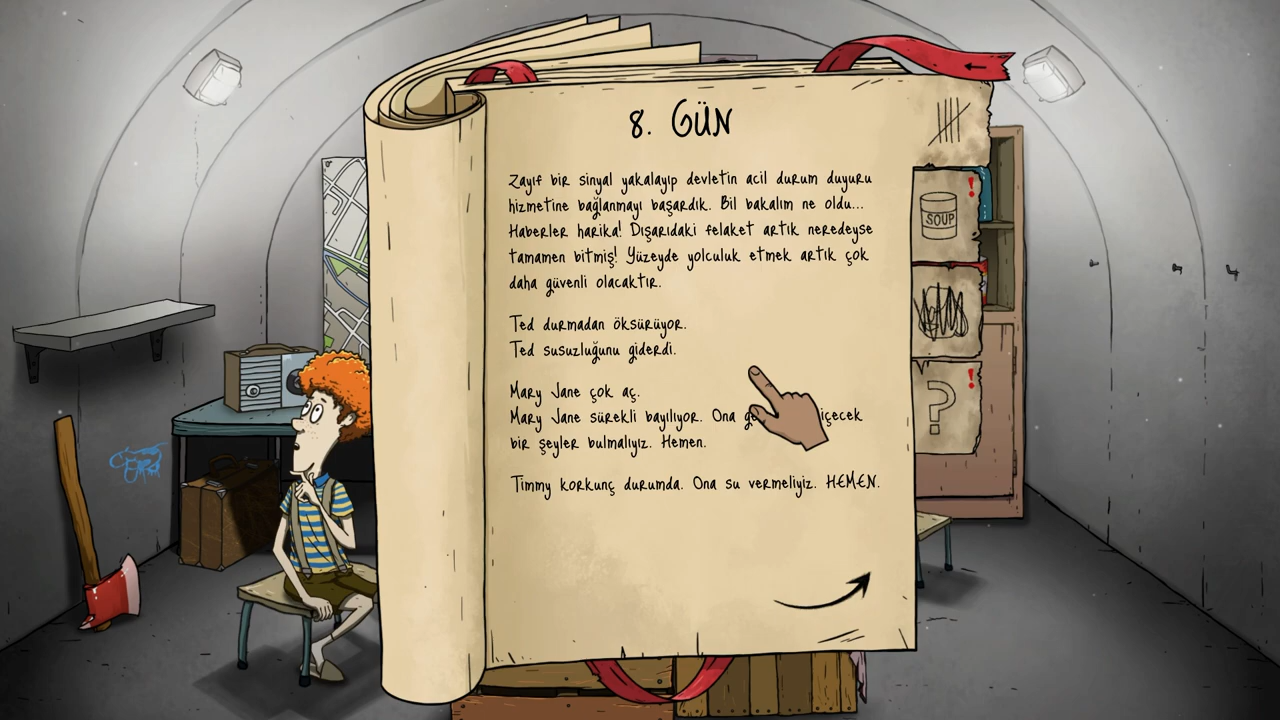 8. GÜN
Zayıf bir sinyal yakalayıp devletin acil durum duyuru
hizmetine bağlanmayı başardık. Bil bakalım ne oldu...
Haberler harika! Dışarıdaki felaket artık neredeyse
tamamen bitmiş! Yüzeyde yolculuk etmek artık çok
daha güvenli olacaktır.
Ted durmadan öksürüyor.
Ted susuzluğunu giderdi.
Mary Jane çok aç.
Mary Jane sürekli bayılıyor. Ona içecek
bir şeyler bulmalıyız. Hemen.
Timmy korkunç durumda. Ona su vermeliyiz. HEMEN.
!
SOUP
!
?